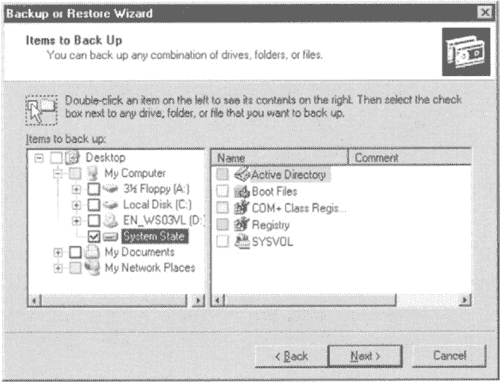 Backup or Restore Wizard
Items to Back Up
You can back up any combination of drives, folders, or files.
Double-click an item on the left to see its contents on the right. Then select the check
box next to any drive, folder, or file that you want to back up.
Items to back up:
Desktop
My Computer
3½ Floppy (A:)
Local Disk (C:)
EN_WS03VL (D:
System State
My Documents
My Network Places
Name
Comment
Active Directory
Boot Files
COM+ Class Regis...
Registry
SYSVOL
< Back
Next >
Cancel